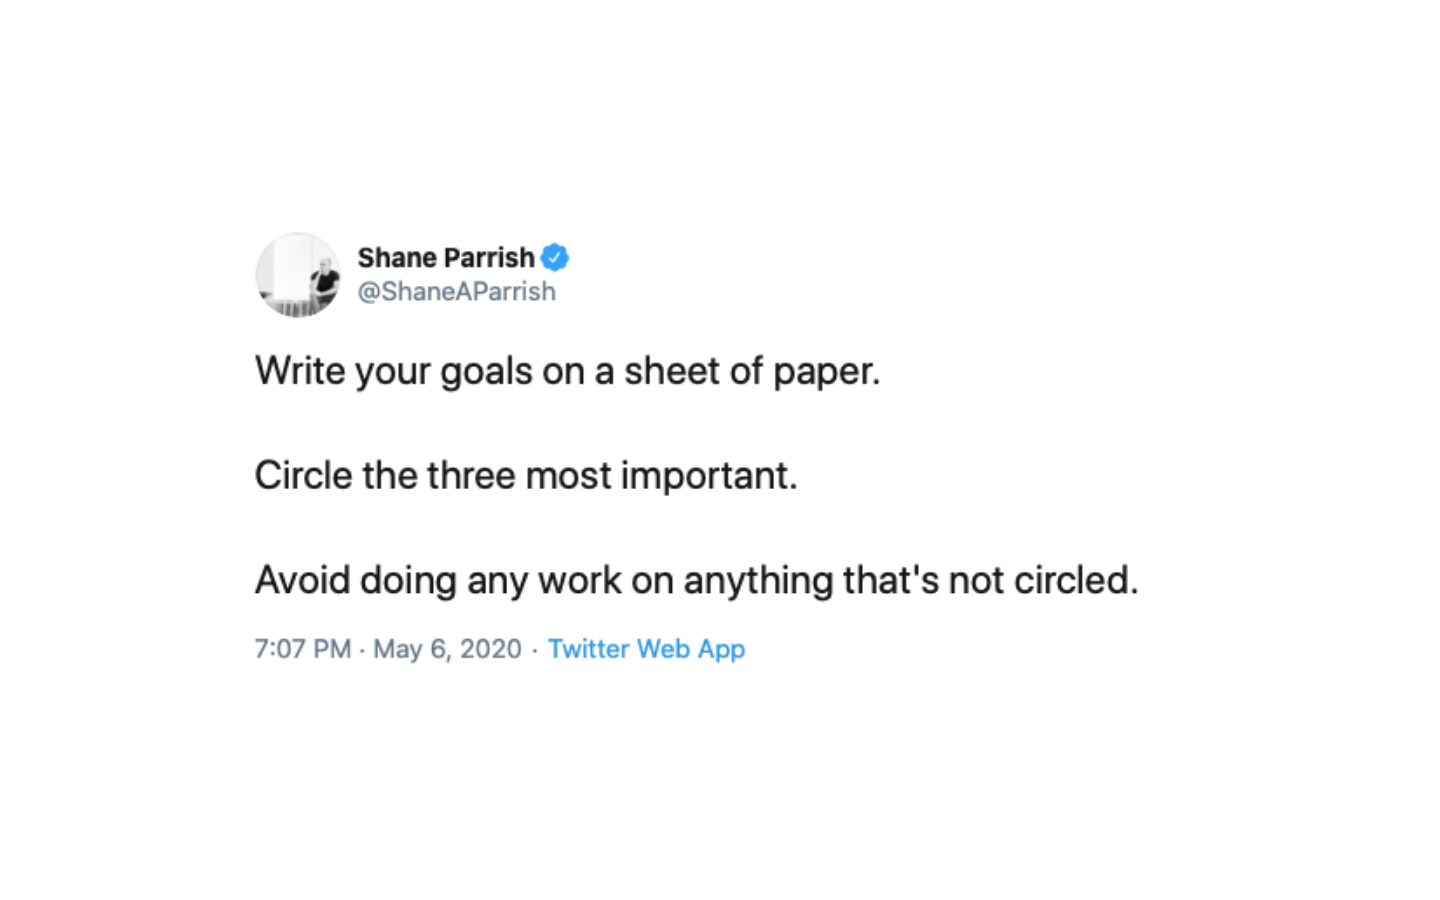 Shane Parrish
@ShaneAParrish
Write your goals on a sheet of paper.
Circle the three most important.
Avoid doing any work on anything that's not circled.
7:07 PM · May 6, 2020 · Twitter Web App